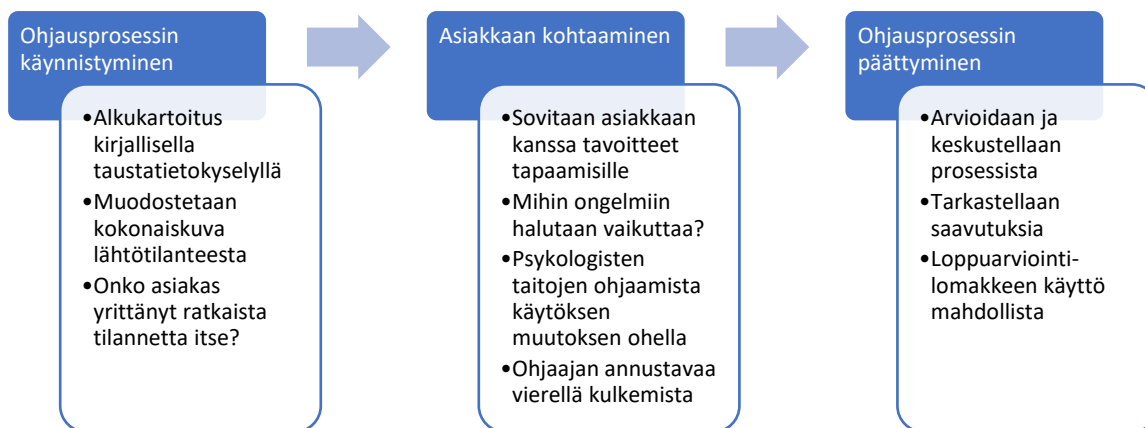 Ohjausprosessin
käynnistyminen
•Alkukartoitus
kirjallisella
taustatietokyselyllä
•Muodostetaan
kokonaiskuva
lähtötilanteesta
•Onko asiakas
yrittänyt ratkaista
tilannetta itse?
Asiakkaan kohtaaminen
•Sovitaan asiakkaan
kanssa tavoitteet
tapaamisille
•Mihin ongelmiin
halutaan vaikuttaa?
•Psykologisten
taitojen ohjaamista
käytöksen
muutoksen ohella
•Ohjaajan annustavaa
vierellä kulkemista
Ohjausprosessin
päättyminen
•Arvioidaan ja
keskustellaan
prosessista
•Tarkastellaan
saavutuksia
•Loppuarviointi-
lomakkeen käyttö
mahdollista